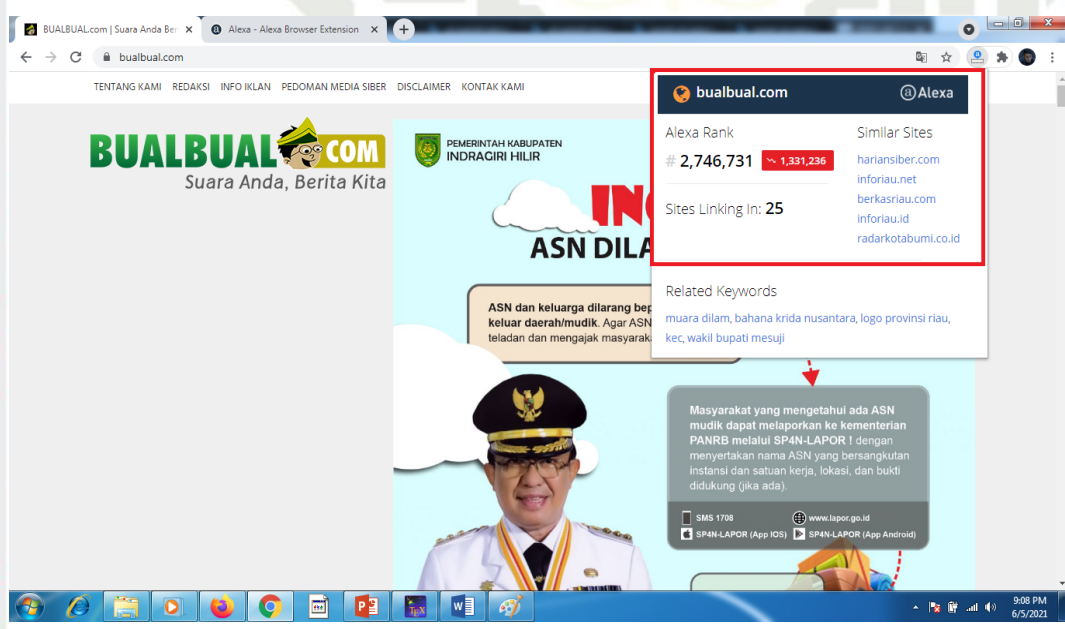 BUALBUAL.com | Suara Anda Ber
Alexa - Alexa Browser Extension
bualbual.com
TENTANG KAMI REDAKSI INFO IKLAN PEDOMAN MEDIA SIBER DISCLAIMER KONTAK KAMI
BUALBUAL COM
Suara Anda, Berita Kita
PEMERINTAH KABUPATEN
INDRAGIRI HILIR
ASN DILA
ASN dan keluarga dilarang
keluar daerah/mudik. Agar ASN
teladan dan mengajak
bualbual.com
Alexa
Alexa Rank
# 2,746,731 1,331,236
Sites Linking In: 25
Similar Sites
hariansiber.com
inforiau.net
berkasriau.com
inforiau.id
radarkotabumi.co.id
Related Keywords
muara dilam, bahana krida nusantara, logo provinsi riau,
kec, wakil bupati mesuji
Masyarakat yang mengetahui ada ASN
mudik dapat melaporkan ke kementerian
PANRB melalui SP4N-LAPOR ! dengan
menyertakan nama ASN yang bersangkutan
instansi dan satuan kerja, lokasi, dan bukti
didukung (jika ada).
SMS 1708 www.lapor.go.id
SP4N-LAPOR (App IOS) SP4N-LAPOR (App Android)
9:08 PM
6/5/2021